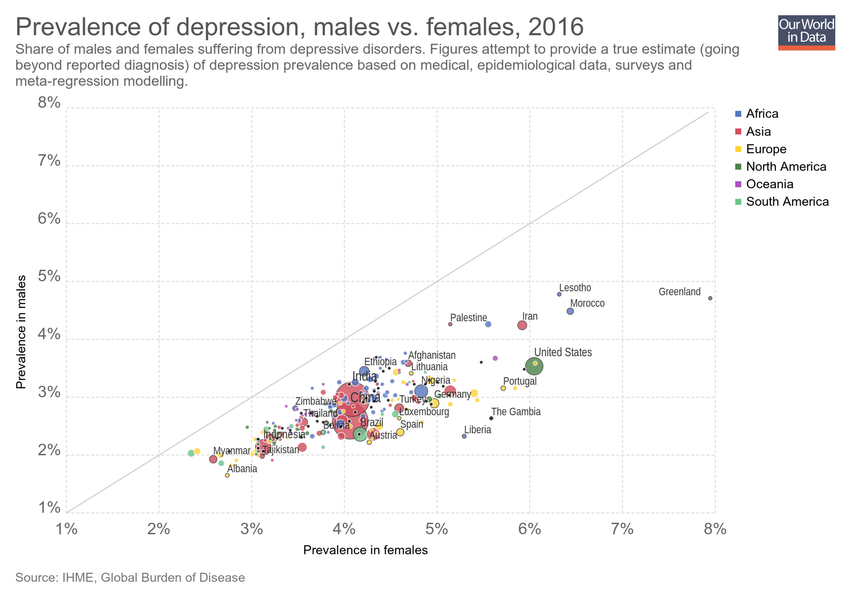 Prevalence of depression, males vs. females, 2016
Our World
in Data
Share of males and females suffering from depressive disorders. Figures attempt to provide a true estimate (going
beyond reported diagnosis) of depression prevalence based on medical, epidemiological data, surveys and
meta-regression modelling.
8%
7%
6%
5%
4%
3%
2%
1%
Prevalence in males
Africa
Asia
Europe
North America
Oceania
South America
Lesotho
Greenland
Morocco
Palestine
Iran
United States
Afghanistan
Ethiopia
Lithuania
India
Nigeria
Portugal
Germany
China
Turkey
Zimbabwe
Luxembourg
The Gambia
Thailand
Brazil
Spain
Liberia
Austria
Indonesia
Myanmar
Tajikistan
Albania
1%
2%
3%
4%
5%
6%
7%
8%
Prevalence in females
Source: IHME, Global Burden of Disease